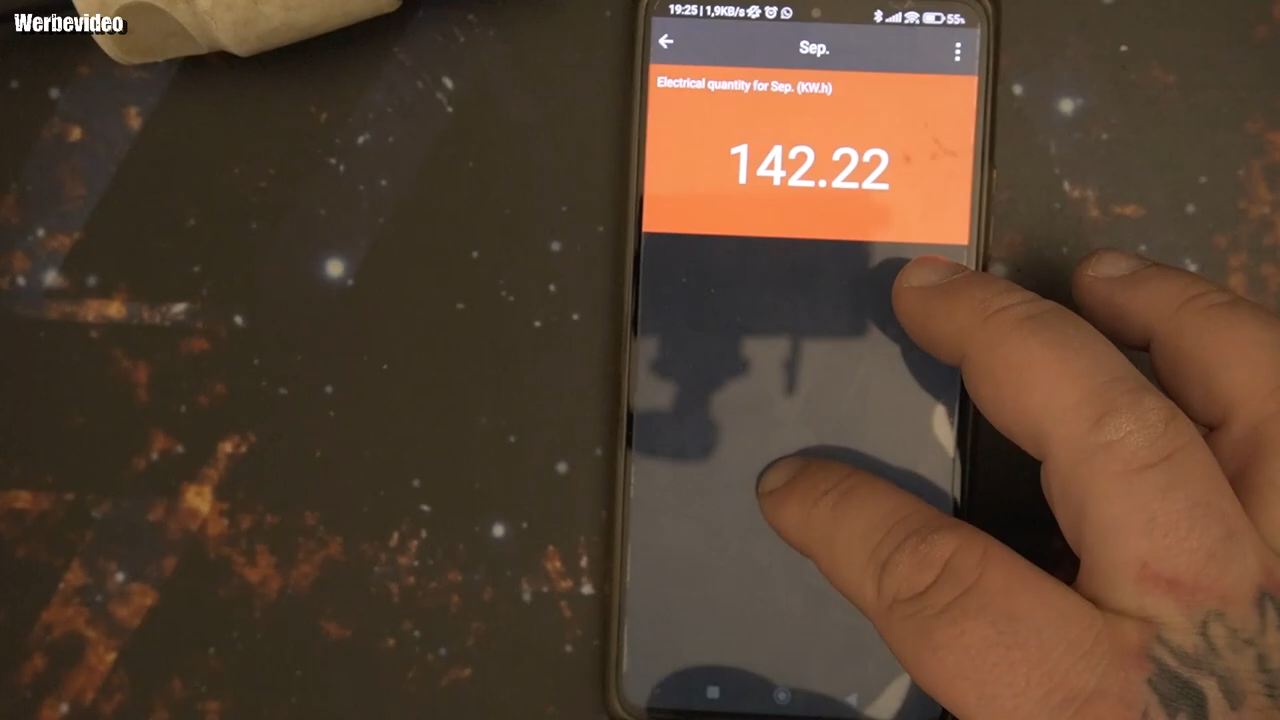 Werbevideo
19:25 | 1,9KB/s
55%
Sep.
Electrical quantity for Sep. (KW.h)
142.22